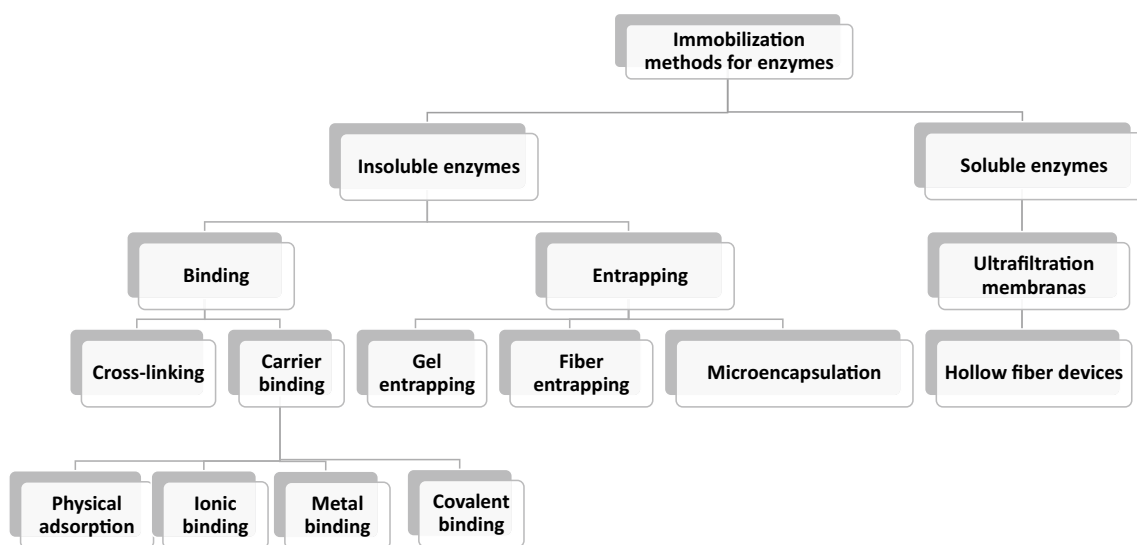 Immobilization
methods for enzymes
Insoluble enzymes
Soluble enzymes
Binding
Entrapping
Ultrafiltration
membranas
Cross-linking
Carrier
binding
Gel
entrapping
Fiber
entrapping
Microencapsulation
Hollow fiber devices
Physical
adsorption
Ionic
binding
Metal
binding
Covalent
binding